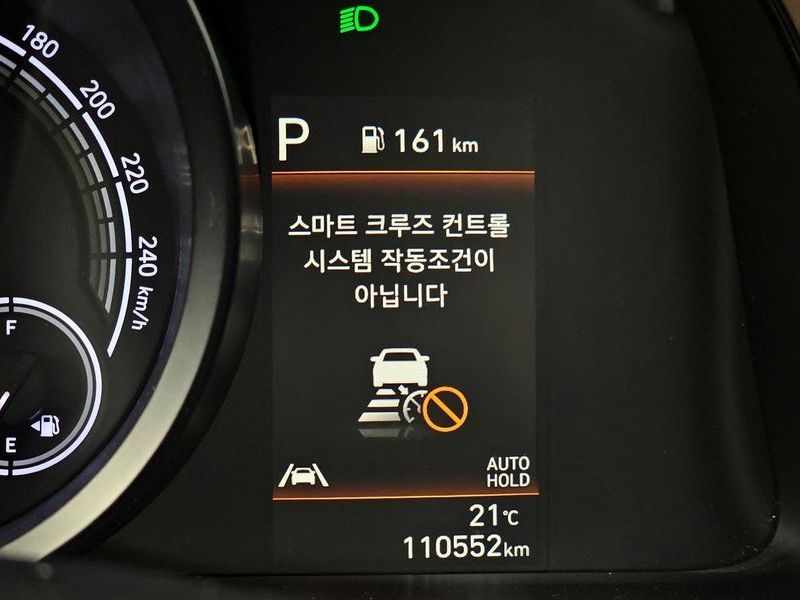 180
200
220
240
km/h
F
E
P 161 km
스마트 크루즈 컨트롤
시스템 작동조건이
아닙니다
AUTO
HOLD
21℃
110552km